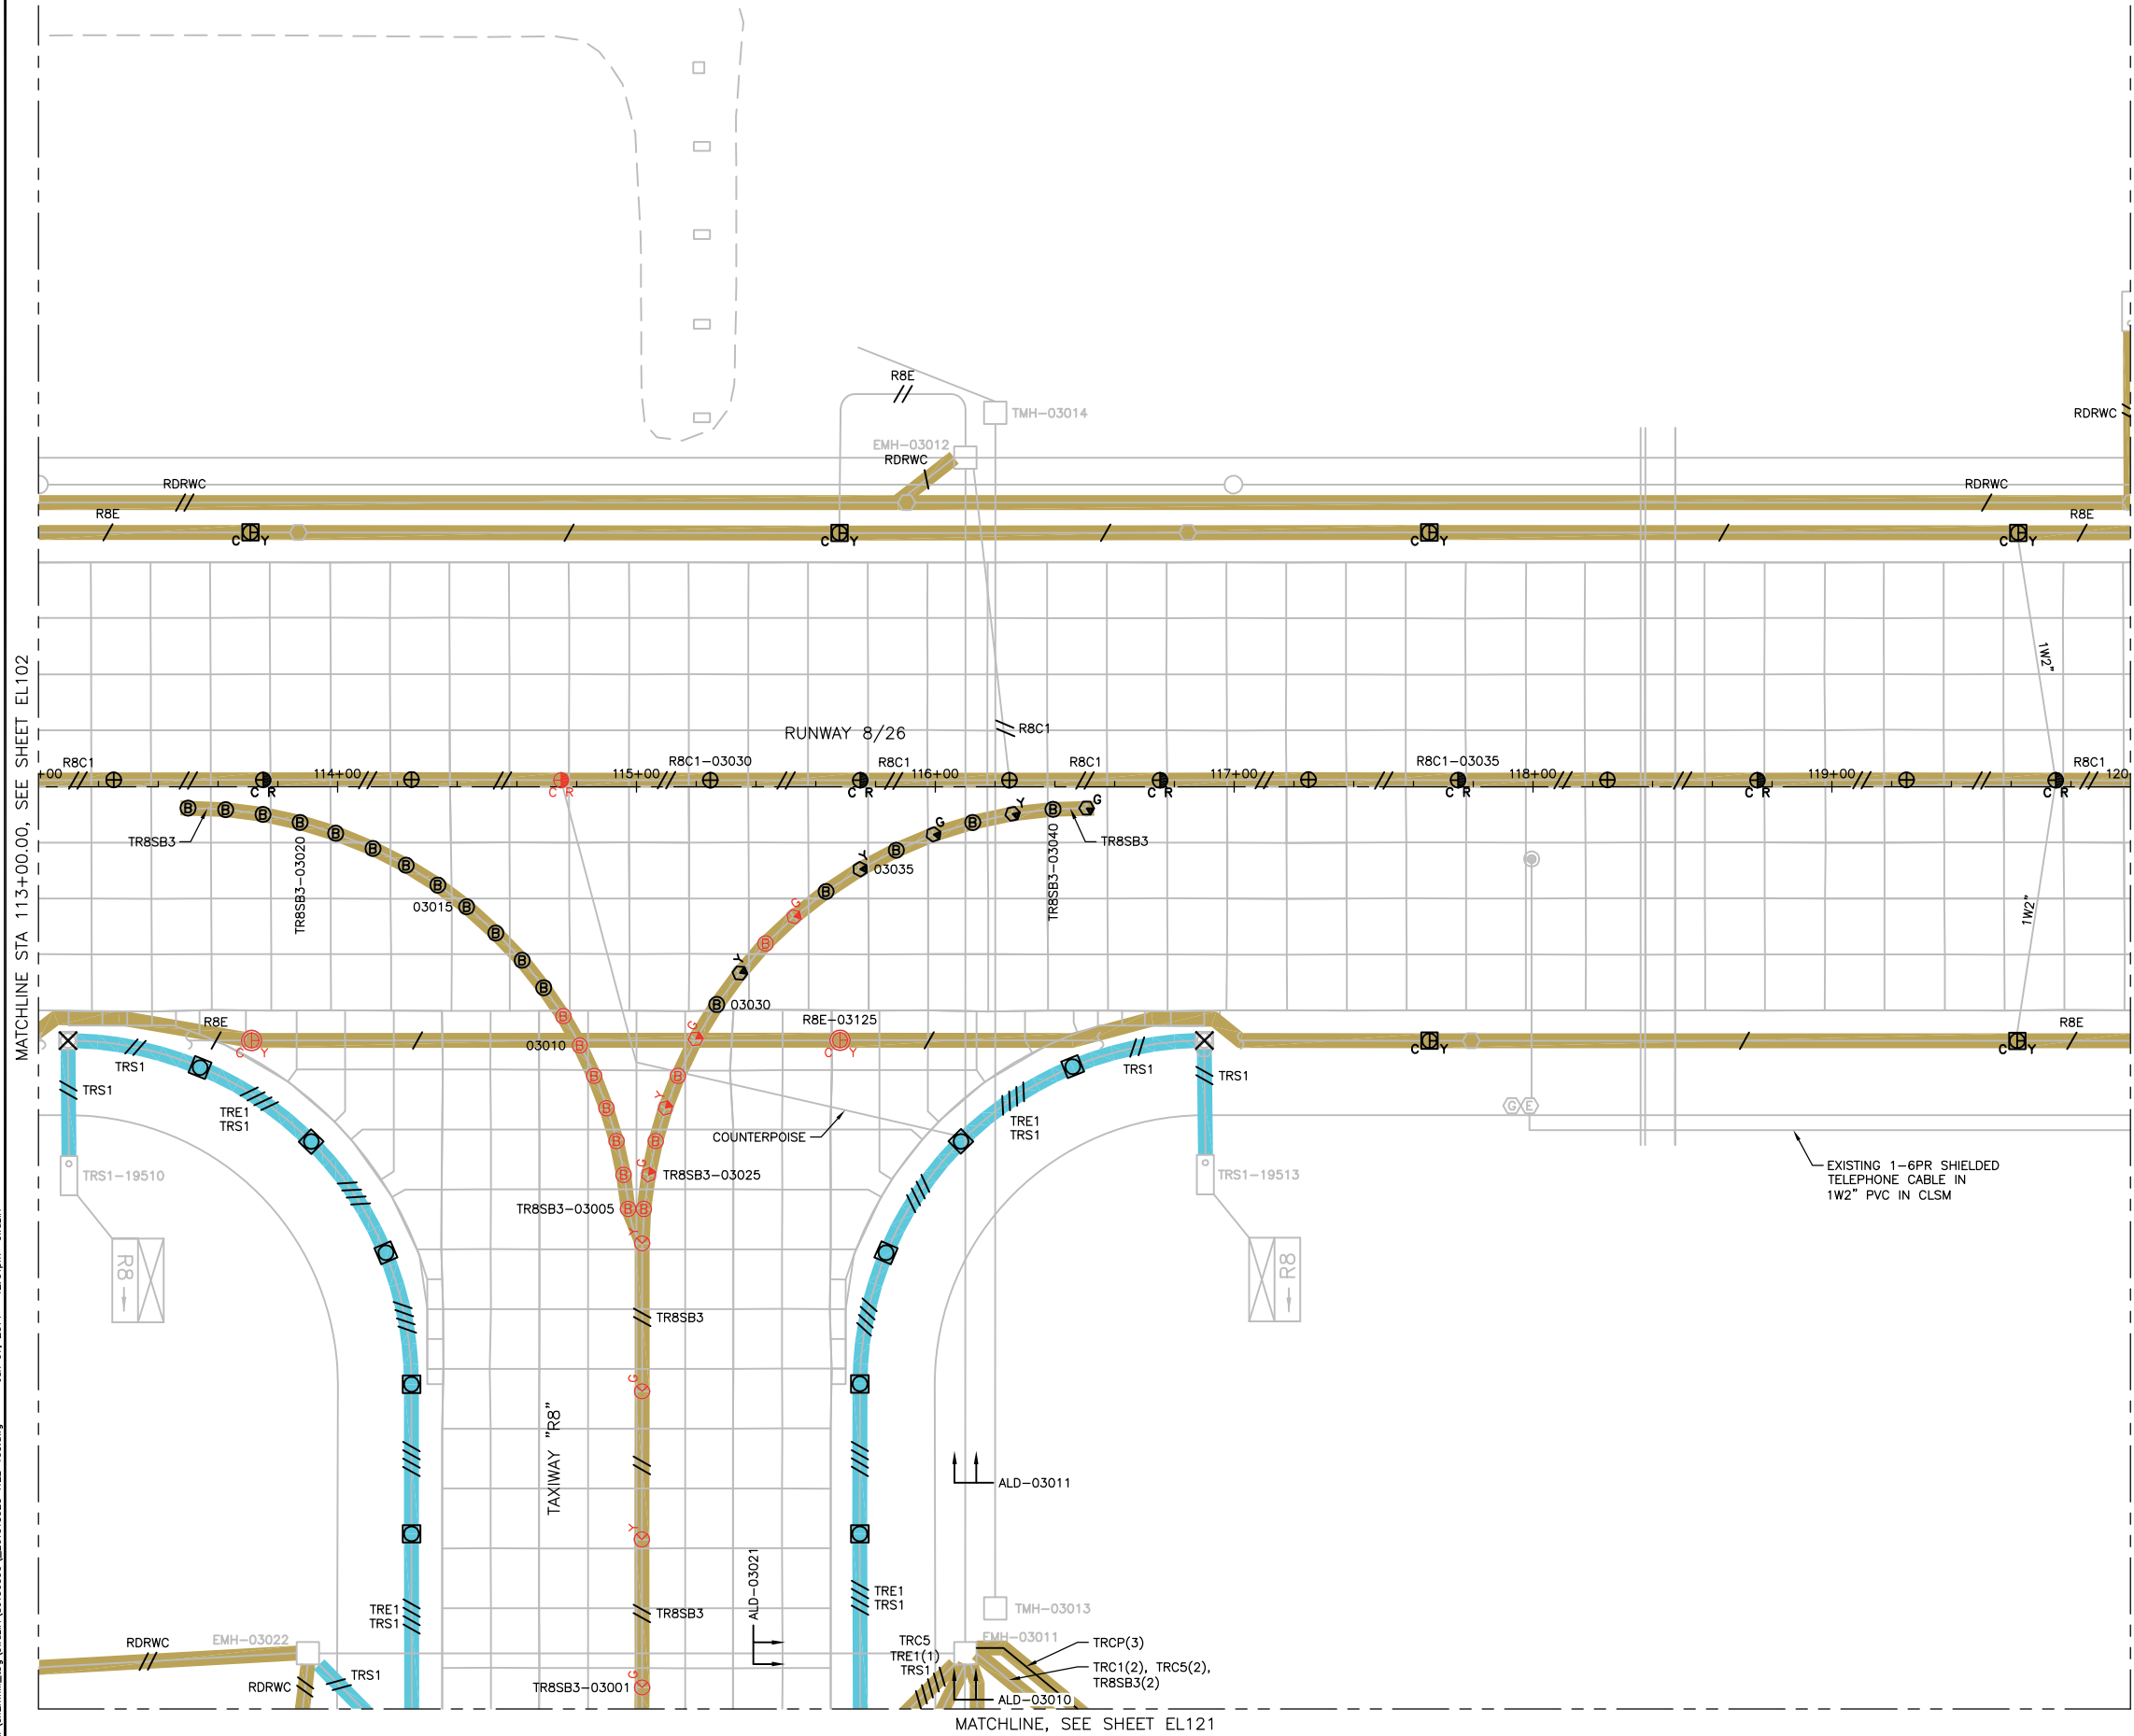 R8E
TMH-03014
RDRWC
EMH-03012
RDRWC
RDRWC
RDRWC
R8E
R8E
C Y
C Y
C Y
C Y
1W2"
RUNWAY 8/26
R8C1
R8C1
+00
114+00
115+00
R8C1-03030
R8C1
116+00
R8C1
117+00
R8C1-03035
118+00
119+00
R8C1
120
C R
C R
C R
C R
C R
C R
C R
MATCHLINE STA 113+00.00, SEE SHEET EL102
B B B B B B B B B B B B
TR8SB3
TR8SB3-03020
03015
G
Y
B
G
B
Y
B
G
B
Y
B
TR8SB3
TR8SB3-03040
03035
03030
1W2"
R8E
C Y
03010
R8E-03125
C Y
C Y
C Y
R8E
B B B B B B B
G
B
Y
B
G
B
Y
TRS1
TRS1
TRE1
TRS1
TRS1
TRS1
TRE1
TRS1
COUNTERPOISE
G E
TRS1-19510
TR8SB3-03025
TRS1-19513
EXISTING 1-6PR SHIELDED
TELEPHONE CABLE IN
1W2" PVC IN CLSM
TR8SB3-03005
R8
R8
TR8SB3
G
TAXIWAY "R8"
ALD-03011
Y
ALD-03021
TRE1
TRS1
TRE1
TRS1
TR8SB3
TMH-03013
RDRWC
EMH-03022
TRS1
RDRWC
G
TR8SB3-03001
TRC5
TRE1(1)
TRS1
EMH-03011
TRCP(3)
TRC1(2), TRC5(2),
TR8SB3(2)
ALD-03010
MATCHLINE, SEE SHEET EL121